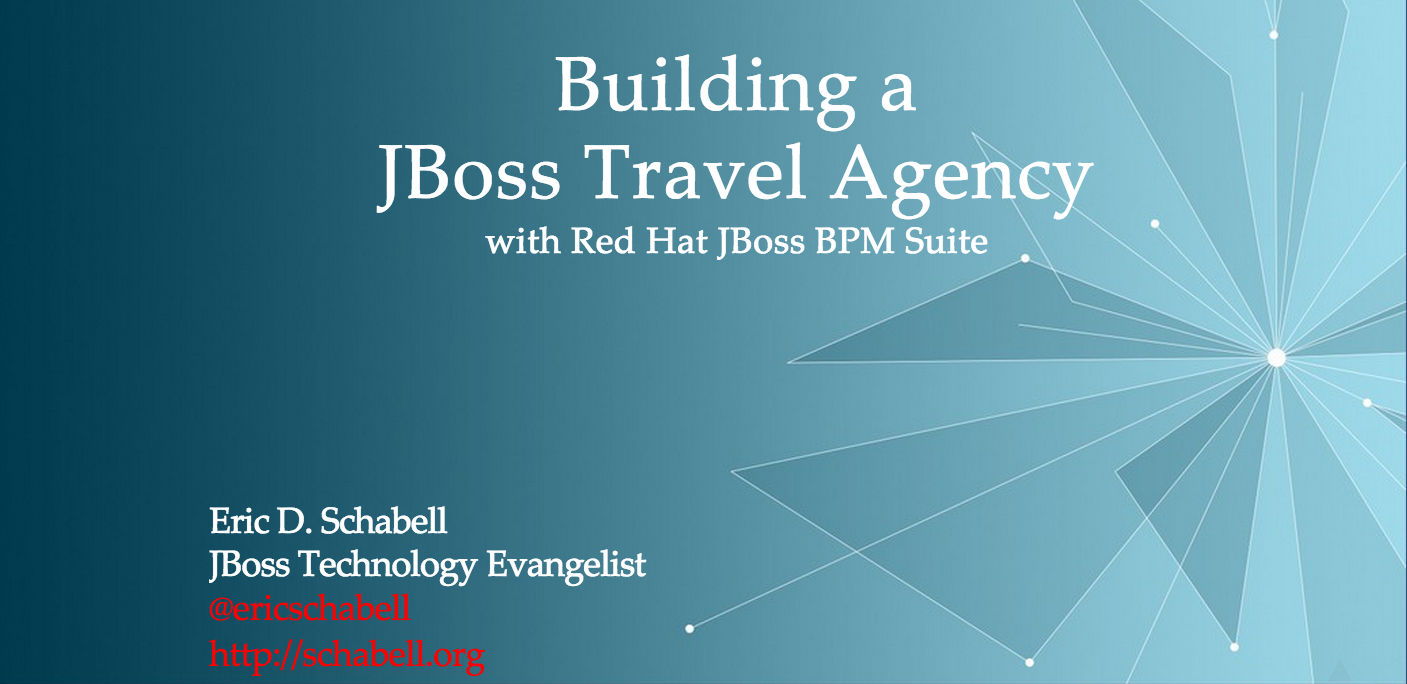 Building a
JBoss Travel Agency
with Red Hat JBoss BPM Suite
Eric D. Schabell
JBoss Technology Evangelist
@ericschabell
http://schabell.org